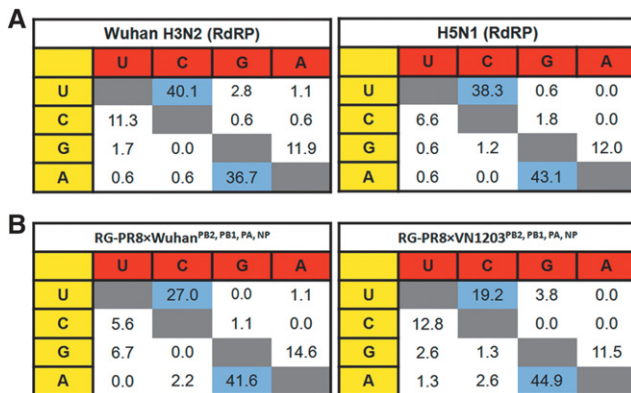 A
Wuhan H3N2 (RdRP)
U C G A
U 40.1 2.8 1.1
C 11.3 0.6 0.6
G 1.7 0.0 11.9
A 0.6 0.6 36.7
H5N1 (RdRP)
U C G A
U 38.3 0.6 0.0
C 6.6 1.8 0.0
G 0.6 1.2 12.0
A 0.6 0.0 43.1
B
RG-PR8×Wuhan^PB2, PB1, PA, NP
U C G A
U 27.0 0.0 1.1
C 5.6 1.1 0.0
G 6.7 0.0 14.6
A 0.0 2.2 41.6
RG-PR8×VN1203^PB2, PB1, PA, NP
U C G A
U 19.2 3.8 0.0
C 12.8 0.0 0.0
G 2.6 1.3 11.5
A 1.3 2.6 44.9